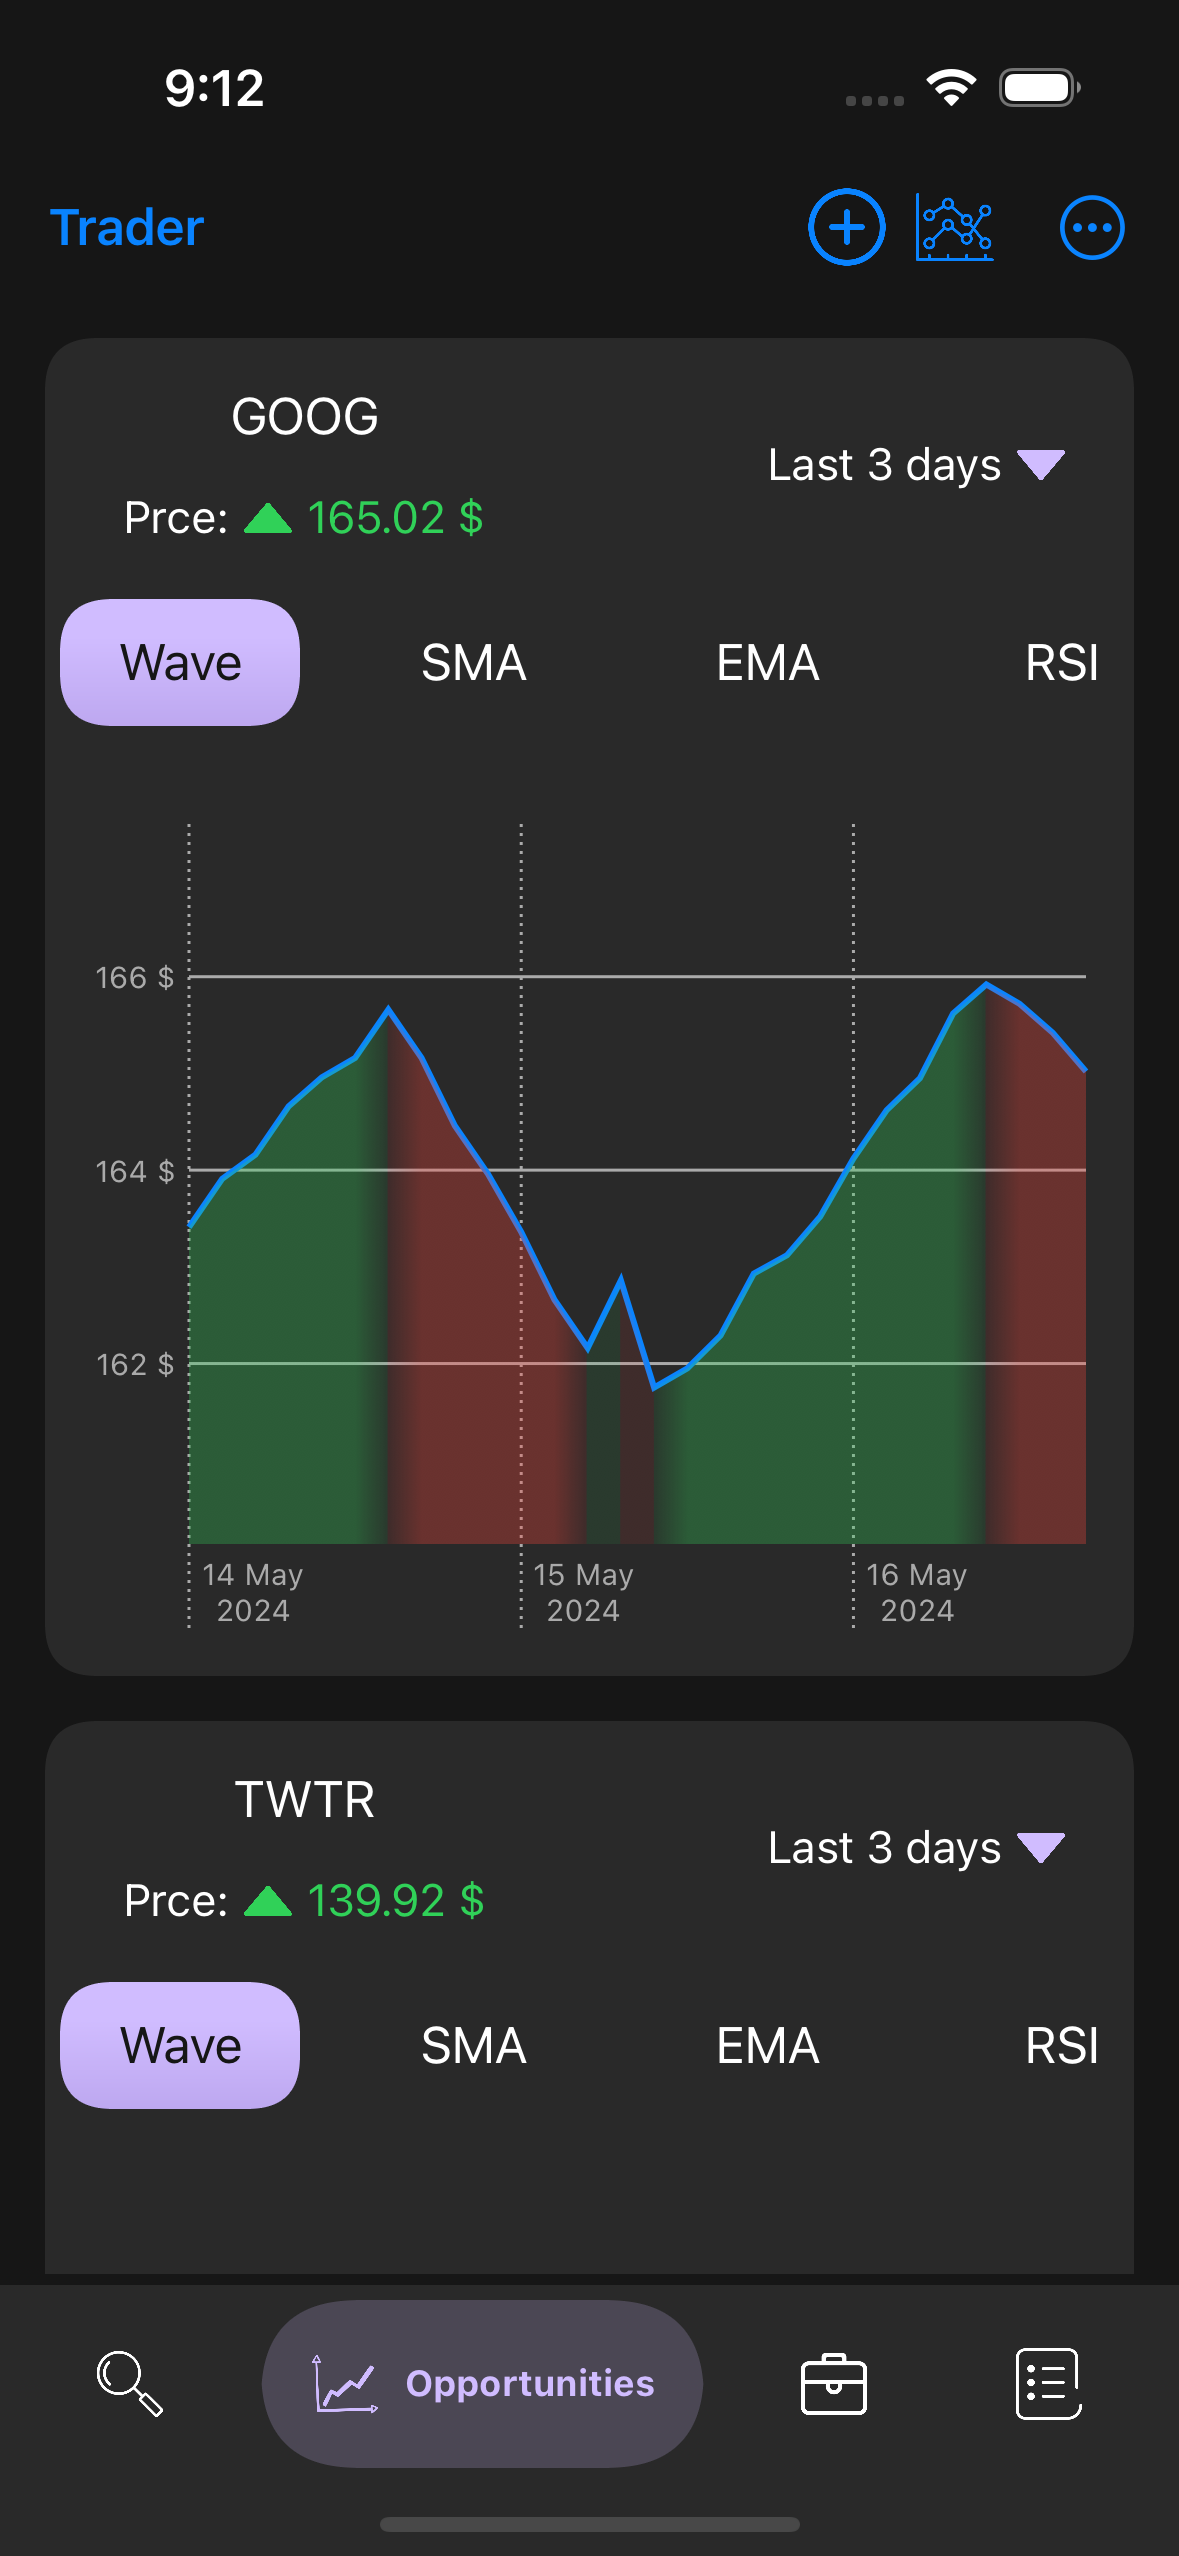 9:12
Trader
GOOG
Last 3 days
Prce: 165.02 $
Wave SMA EMA RSI
166 $
164 $
162 $
14 May 2024
15 May 2024
16 May 2024
TWTR
Last 3 days
Prce: 139.92 $
Wave SMA EMA RSI
Opportunities